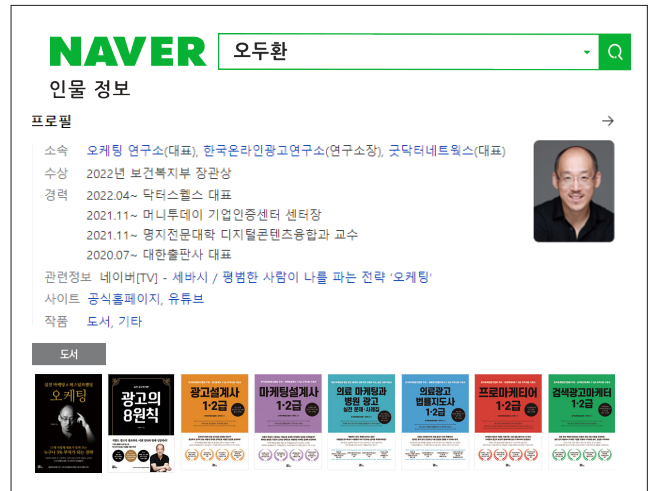 NAVER 오두환
인물 정보
프로필
소속 오케팅 연구소(대표), 한국온라인광고연구소(연구소장), 굿닥터네트웍스(대표)
수상 2022년 보건복지부 장관상
경력 2022.04~ 닥터스웰스 대표
2021.11~ 머니투데이 기업인증센터 센터장
2021.11~ 명지전문대학 디지털콘텐츠융합과 교수
2020.07~ 대한출판사 대표
관련정보 네이버[TV] - 세바시 / 평범한 사람이 나를 파는 전략 '오케팅'
사이트 공식홈페이지, 유튜브
작품 도서, 기타
도서
오케팅
광고의
8원칙
광고설계사
1·2급
마케팅설계사
1·2급
의료 마케팅과
병원 광고
실전 문제·사례집
의료광고
법률지도사
1·2급
프로마케티어
1·2급
검색광고마케터
1·2급